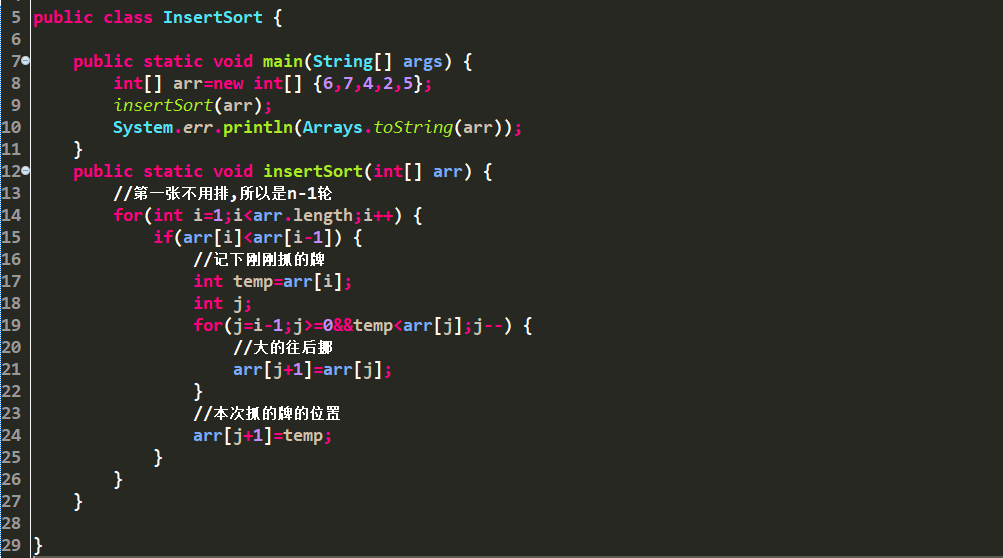 5 public class InsertSort {
6
7 public static void main(String[] args) {
8 int[] arr=new int[] {6,7,4,2,5};
9 insertSort(arr);
10 System.err.println(Arrays.toString(arr));
11 }
12 public static void insertSort(int[] arr) {
13 //第一张不用排,所以是n-1轮
14 for(int i=1;i<arr.length;i++) {
15 if(arr[i]<arr[i-1]) {
16 //记下刚刚抓的牌
17 int temp=arr[i];
18 int j;
19 for(j=i-1;j>=0&&temp<arr[j];j--) {
20 //大的往后挪
21 arr[j+1]=arr[j];
22 }
23 //本次抓的牌的位置
24 arr[j+1]=temp;
25 }
26 }
27 }
28
29 }